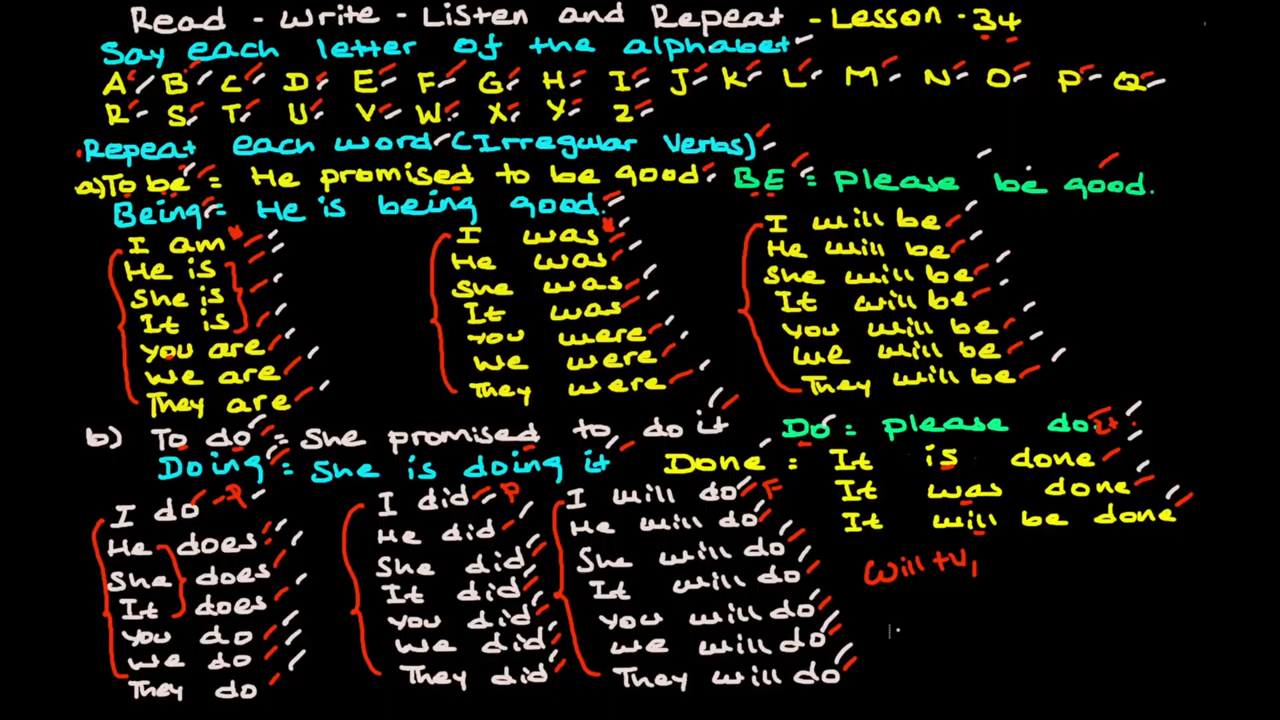 Read - Write - Listen and Repeat - Lesson - 34
Say each letter of the alphabet
A B C D E F G H I J K L M N O P Q
R S T U V W X Y Z
Repeat each word (Irregular Verbs)
a) To be = He promised to be good
BE = please be good.
Being = He is being good.
I am
He is
She is
It is
you are
we are
They are
I was
He was
She was
It was
you were
we were
They were
I will be
He will be
She will be
It will be
you will be
we will be
They will be
b) To do = She promised to do it
Do = please do it
Doing = She is doing it
Done = It is done
It was done
It will be done
I do - P
He does
She does
It does
you do
we do
They do
I did - P
He did
She did
It did
you did
we did
They did
I will do - F
He will do
She will do
It will do
you will do
we will do
They will do
will + V1